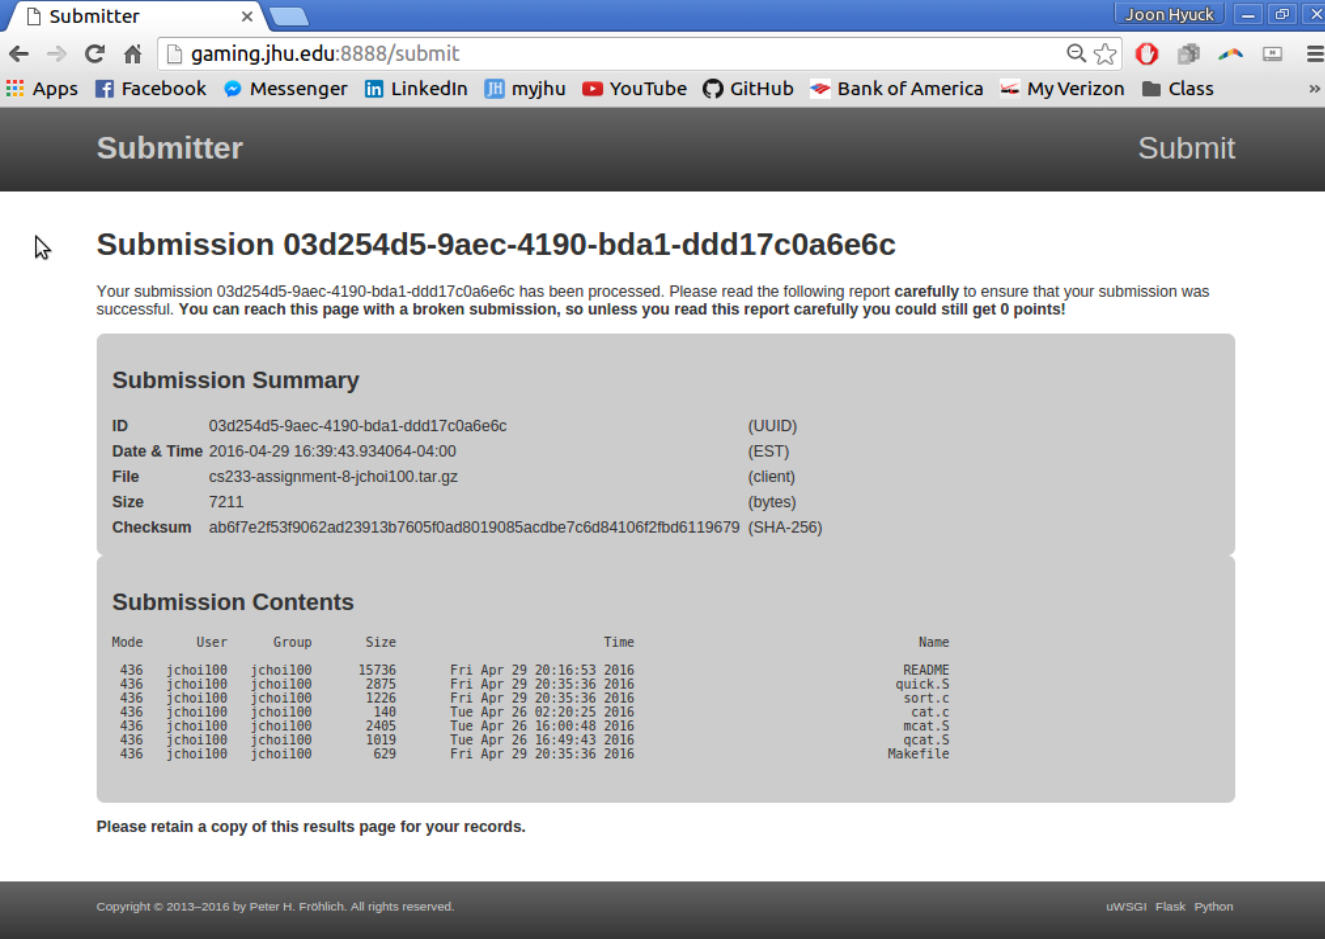 Submitter
Joon Hyuck
gaming.jhu.edu:8888/submit
Apps Facebook Messenger LinkedIn myjhu YouTube GitHub Bank of America My Verizon Class »
Submitter Submit
Submission 03d254d5-9aec-4190-bda1-ddd17c0a6e6c
Your submission 03d254d5-9aec-4190-bda1-ddd17c0a6e6c has been processed. Please read the following report carefully to ensure that your submission was
successful. You can reach this page with a broken submission, so unless you read this report carefully you could still get 0 points!
Submission Summary
ID 03d254d5-9aec-4190-bda1-ddd17c0a6e6c (UUID)
Date & Time 2016-04-29 16:39:43.934064-04:00 (EST)
File cs233-assignment-8-jchoi100.tar.gz (client)
Size 7211 (bytes)
Checksum ab6f7e2f53f9062ad23913b7605f0ad8019085acdbe7c6d84106f2fbd6119679 (SHA-256)
Submission Contents
Mode User Group Size Time Name
436 jchoi100 jchoi100 15736 Fri Apr 29 20:16:53 2016 README
436 jchoi100 jchoi100 2875 Fri Apr 29 20:35:36 2016 quick.S
436 jchoi100 jchoi100 1226 Fri Apr 29 20:35:36 2016 sort.c
436 jchoi100 jchoi100 140 Tue Apr 26 02:20:25 2016 cat.c
436 jchoi100 jchoi100 2405 Tue Apr 26 16:00:48 2016 mcat.S
436 jchoi100 jchoi100 1019 Tue Apr 26 16:49:43 2016 qcat.S
436 jchoi100 jchoi100 629 Fri Apr 29 20:35:36 2016 Makefile
Please retain a copy of this results page for your records.
Copyright © 2013–2016 by Peter H. Fröhlich. All rights reserved. uWSGI Flask Python